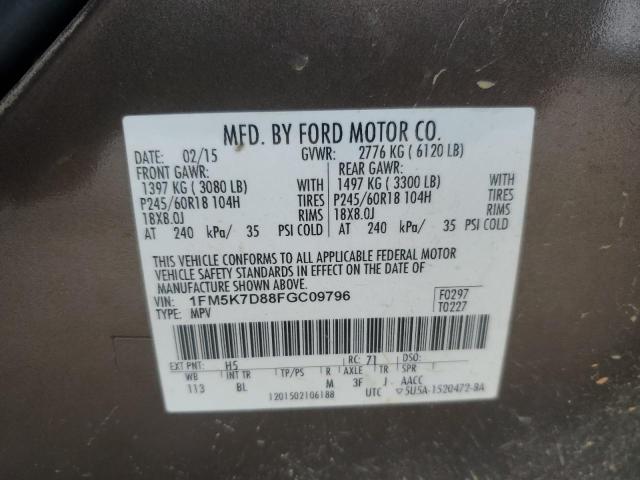 MFD. BY FORD MOTOR CO.
DATE: 02/15 GVWR: 2776 KG ( 6120 LB)
FRONT GAWR: REAR GAWR:
1397 KG ( 3080 LB) WITH 1497 KG ( 3300 LB) WITH
P245/60R18 104H TIRES P245/60R18 104H TIRES
18X8.0J RIMS 18X8.0J RIMS
AT 240 kPa/ 35 PSI COLD AT 240 kPa/ 35 PSI COLD
THIS VEHICLE CONFORMS TO ALL APPLICABLE FEDERAL MOTOR
VEHICLE SAFETY STANDARDS IN EFFECT ON THE DATE OF
MANUFACTURE SHOWN ABOVE.
VIN: 1FM5K7D88FGC09796 F0297
TYPE: MPV T0227
EXT PNT: H5 RC: 71 DSO:
WB INT TR TP/PS R AXLE TR SPR
113 BL M 3F J AACC
1201502106188 UTC ▽5U5A-1520472-BA